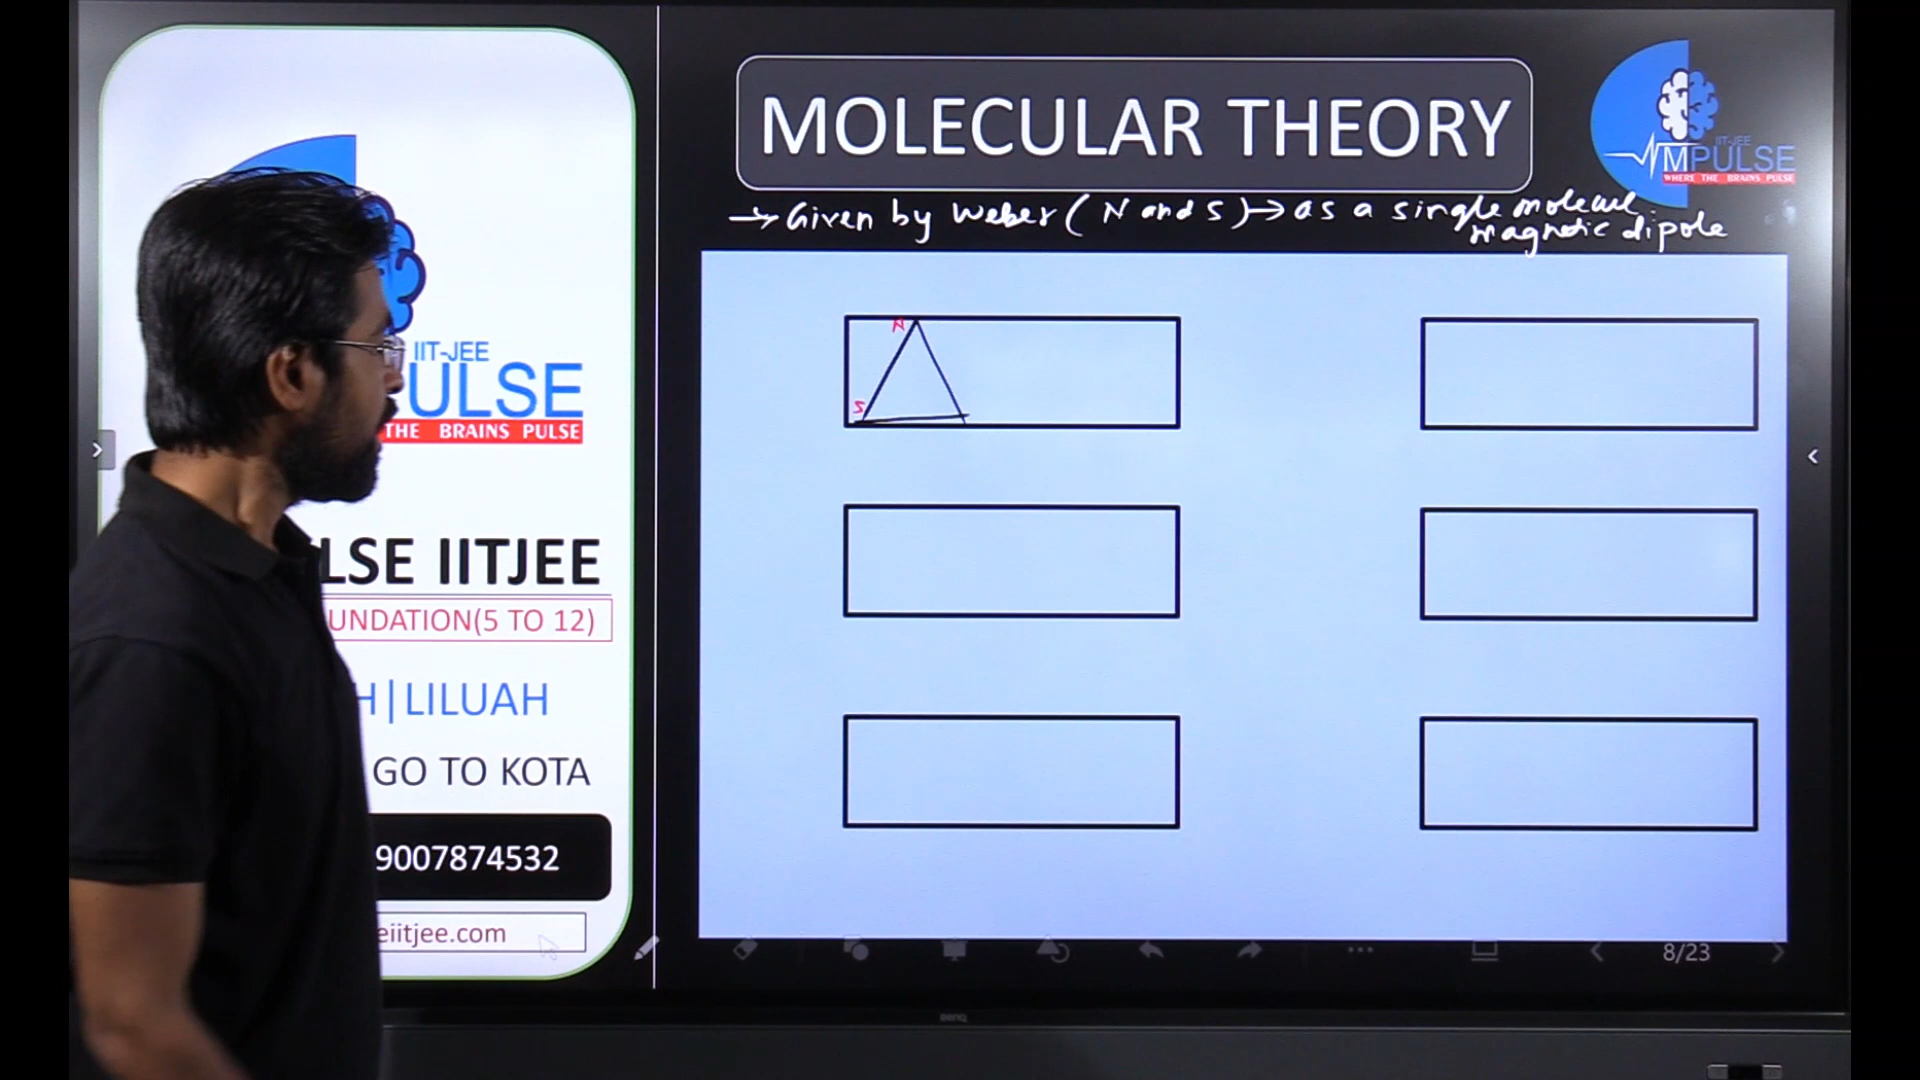 IIT-JEE
ULSE
THE BRAINS PULSE
LSE IITJEE
UNDATION(5 TO 12)
H|LILUAH
GO TO KOTA
9007874532
eiitjee.com
MOLECULAR THEORY
IIT-JEE
MPULSE
WHERE THE BRAINS PULSE
→ Given by Weber ( N and S ) → as a single molecul
magnetic dipole
N
S
8/23
BenQ